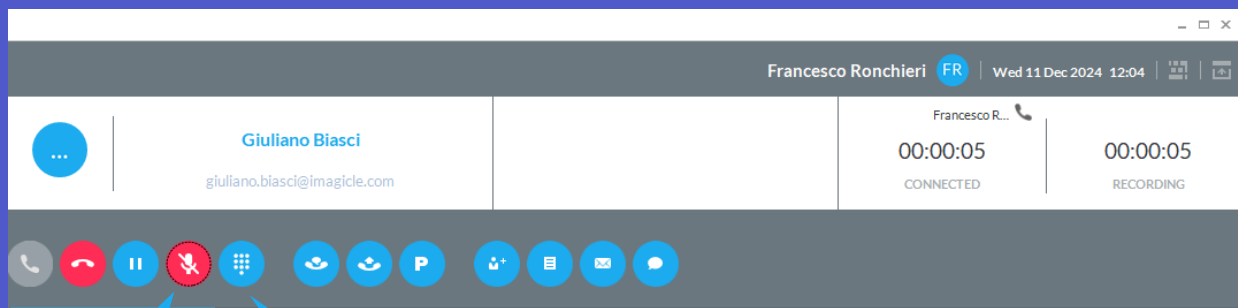 Francesco Ronchieri FR Wed 11 Dec 2024 12:04
Francesco R...
... Giuliano Biasci 00:00:05 00:00:05
giuliano.biasci@imagicle.com CONNECTED RECORDING
P